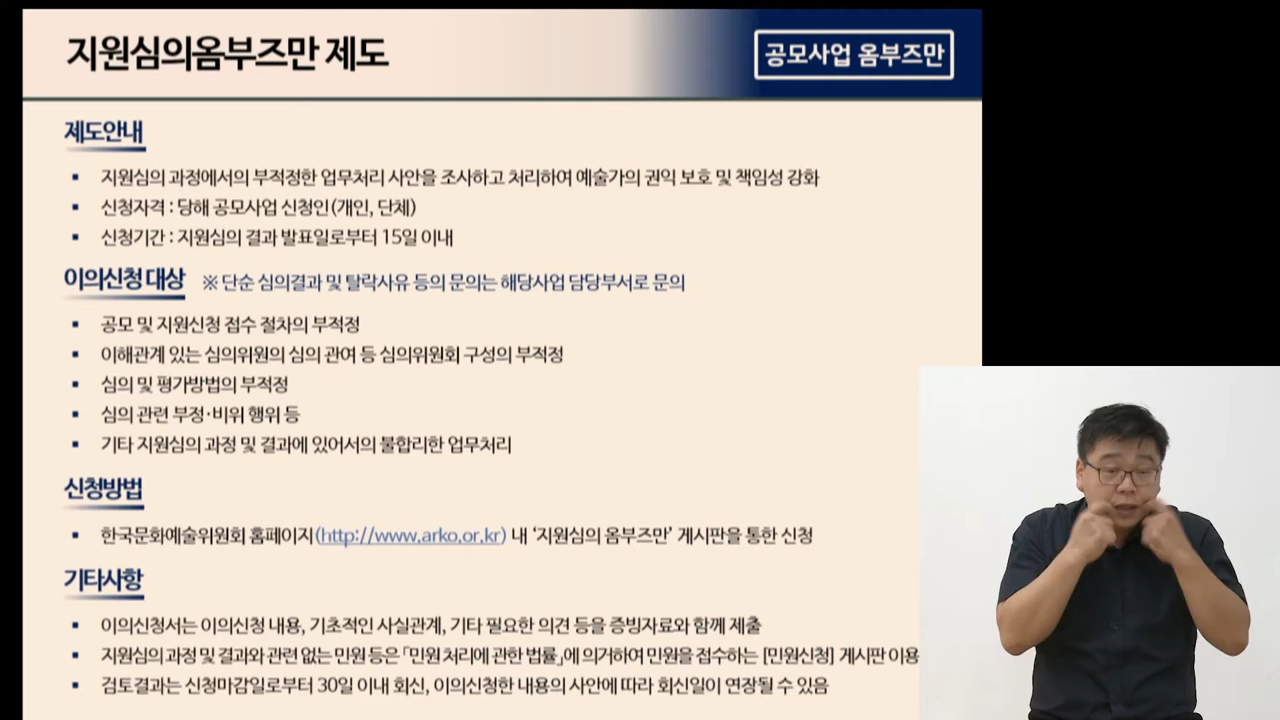 지원심의옴부즈만 제도
공모사업 옴부즈만
제도안내
▪ 지원심의 과정에서의 부적정한 업무처리 사안을 조사하고 처리하여 예술가의 권익 보호 및 책임성 강화
▪ 신청자격 : 당해 공모사업 신청인(개인, 단체)
▪ 신청기간 : 지원심의 결과 발표일로부터 15일 이내
이의신청 대상 ※ 단순 심의결과 및 탈락사유 등의 문의는 해당사업 담당부서로 문의
▪ 공모 및 지원신청 접수 절차의 부적정
▪ 이해관계 있는 심의위원의 심의 관여 등 심의위원회 구성의 부적정
▪ 심의 및 평가방법의 부적정
▪ 심의 관련 부정·비위 행위 등
▪ 기타 지원심의 과정 및 결과에 있어서의 불합리한 업무처리
신청방법
▪ 한국문화예술위원회 홈페이지(http://www.arko.or.kr) 내 ‘지원심의 옴부즈만’ 게시판을 통한 신청
기타사항
▪ 이의신청서는 이의신청 내용, 기초적인 사실관계, 기타 필요한 의견 등을 증빙자료와 함께 제출
▪ 지원심의 과정 및 결과와 관련 없는 민원 등은 「민원 처리에 관한 법률」에 의거하여 민원을 접수하는 [민원신청] 게시판 이용
▪ 검토결과는 신청마감일로부터 30일 이내 회신, 이의신청한 내용의 사안에 따라 회신일이 연장될 수 있음